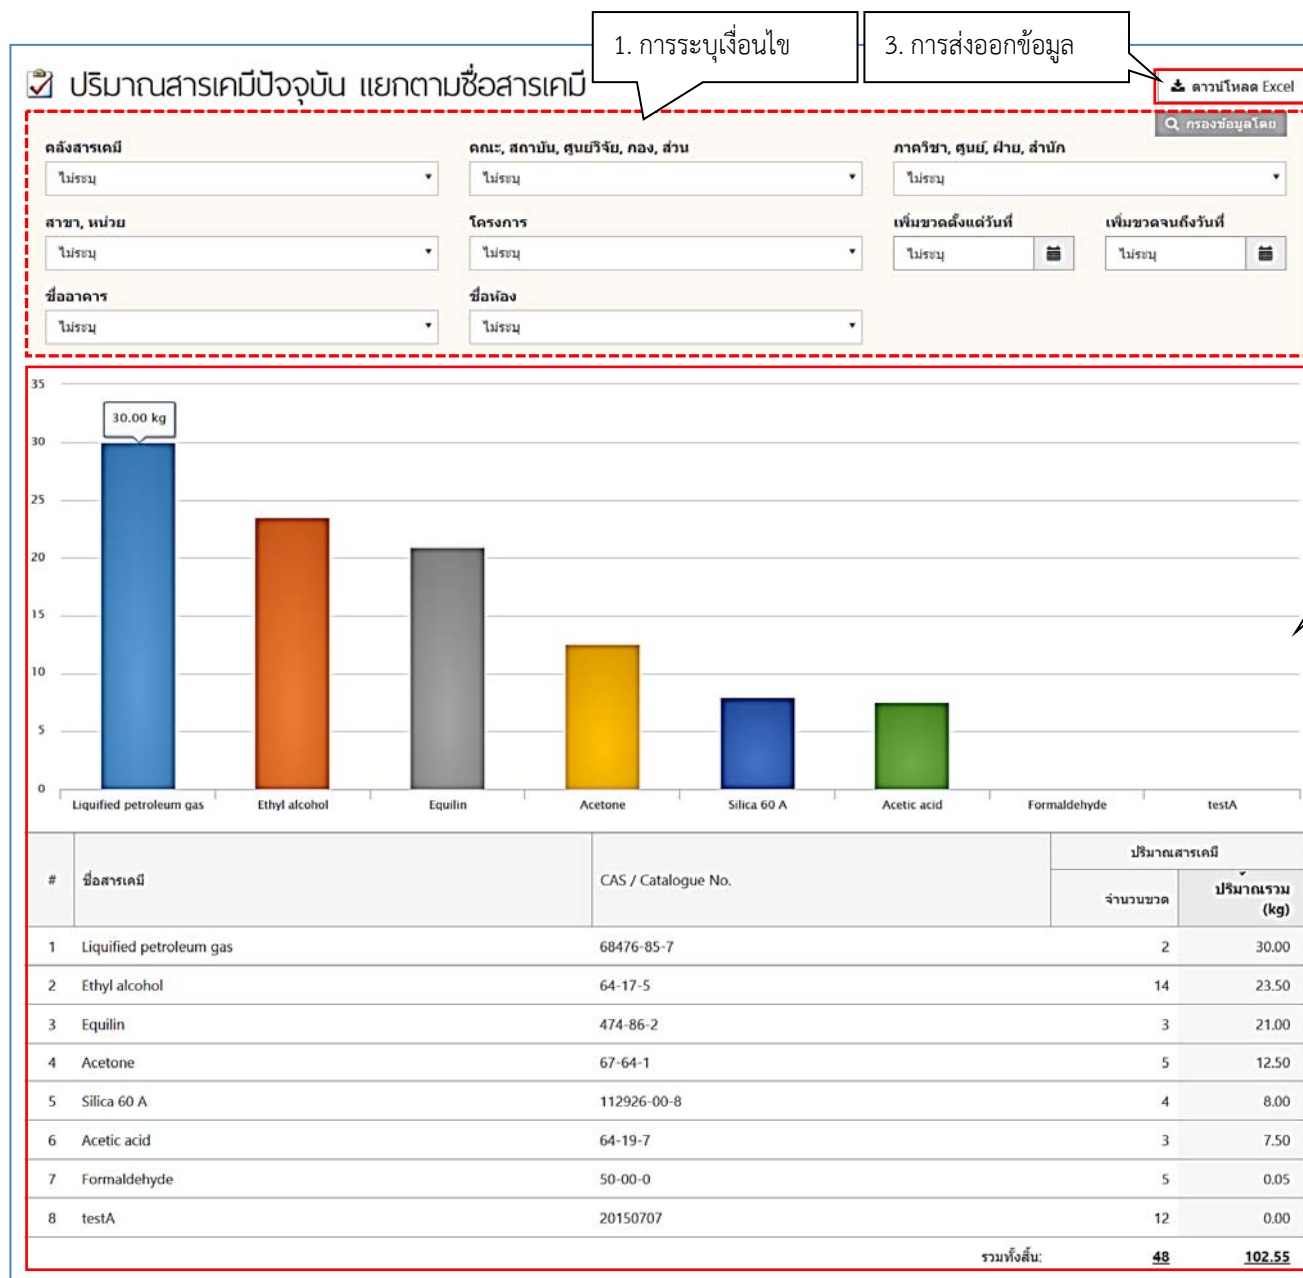 1. การระบุเงื่อนไข
3. การส่งออกข้อมูล
ปริมาณสารเคมีปัจจุบัน แยกตามชื่อสารเคมี
ดาวน์โหลด Excel
กรองข้อมูลโดย
คลังสารเคมี
คณะ, สถาบัน, ศูนย์วิจัย, กอง, ส่วน
ภาควิชา, ศูนย์, ฝ่าย, สำนัก
ไม่ระบุ
ไม่ระบุ
ไม่ระบุ
สาขา, หน่วย
โครงการ
เพิ่มขวดตั้งแต่วันที่
เพิ่มขวดจนถึงวันที่
ไม่ระบุ
ไม่ระบุ
ไม่ระบุ
ไม่ระบุ
ชื่ออาคาร
ชื่อห้อง
ไม่ระบุ
ไม่ระบุ
35
30.00 kg
30
25
20
15
10
5
0
Liquified petroleum gas Ethyl alcohol Equilin Acetone Silica 60 A Acetic acid Formaldehyde testA
# ชื่อสารเคมี CAS / Catalogue No. ปริมาณสารเคมี
จำนวนขวด ปริมาณรวม (kg)
1 Liquified petroleum gas 68476-85-7 2 30.00
2 Ethyl alcohol 64-17-5 14 23.50
3 Equilin 474-86-2 3 21.00
4 Acetone 67-64-1 5 12.50
5 Silica 60 A 112926-00-8 4 8.00
6 Acetic acid 64-19-7 3 7.50
7 Formaldehyde 50-00-0 5 0.05
8 testA 20150707 12 0.00
รวมทั้งสิ้น: 48 102.55